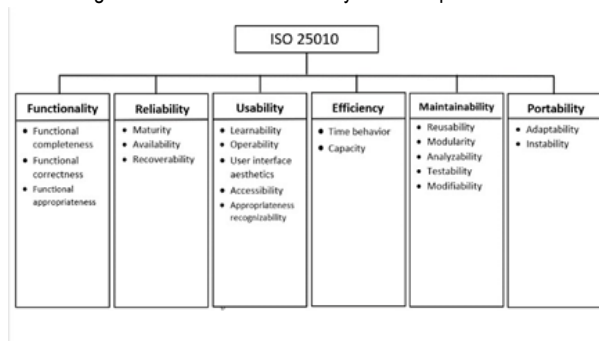 ISO 25010
Functionality
• Functional
completeness
• Functional
correctness
• Functional
appropriateness
Reliability
• Maturity
• Availability
• Recoverability
Usability
• Learnability
• Operability
• User interface
aesthetics
• Accessibility
• Appropriateness
recognizability
Efficiency
• Time behavior
• Capacity
Maintainability
• Reusability
• Modularity
• Analyzability
• Testability
• Modifiability
Portability
• Adaptability
• Instability